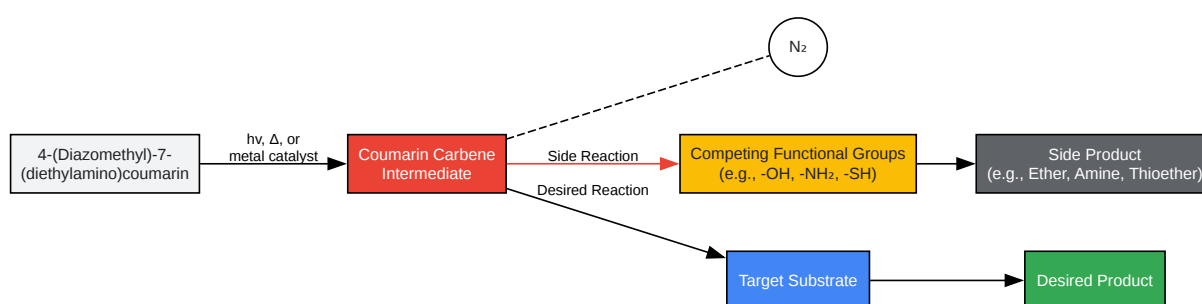 N₂
4-(Diazomethyl)-7-
(diethylamino)coumarin
hν, Δ, or
metal catalyst
Coumarin Carbene
Intermediate
Side Reaction
Desired Reaction
Competing Functional Groups
(e.g., -OH, -NH₂, -SH)
Side Product
(e.g., Ether, Amine, Thioether)
Target Substrate
Desired Product